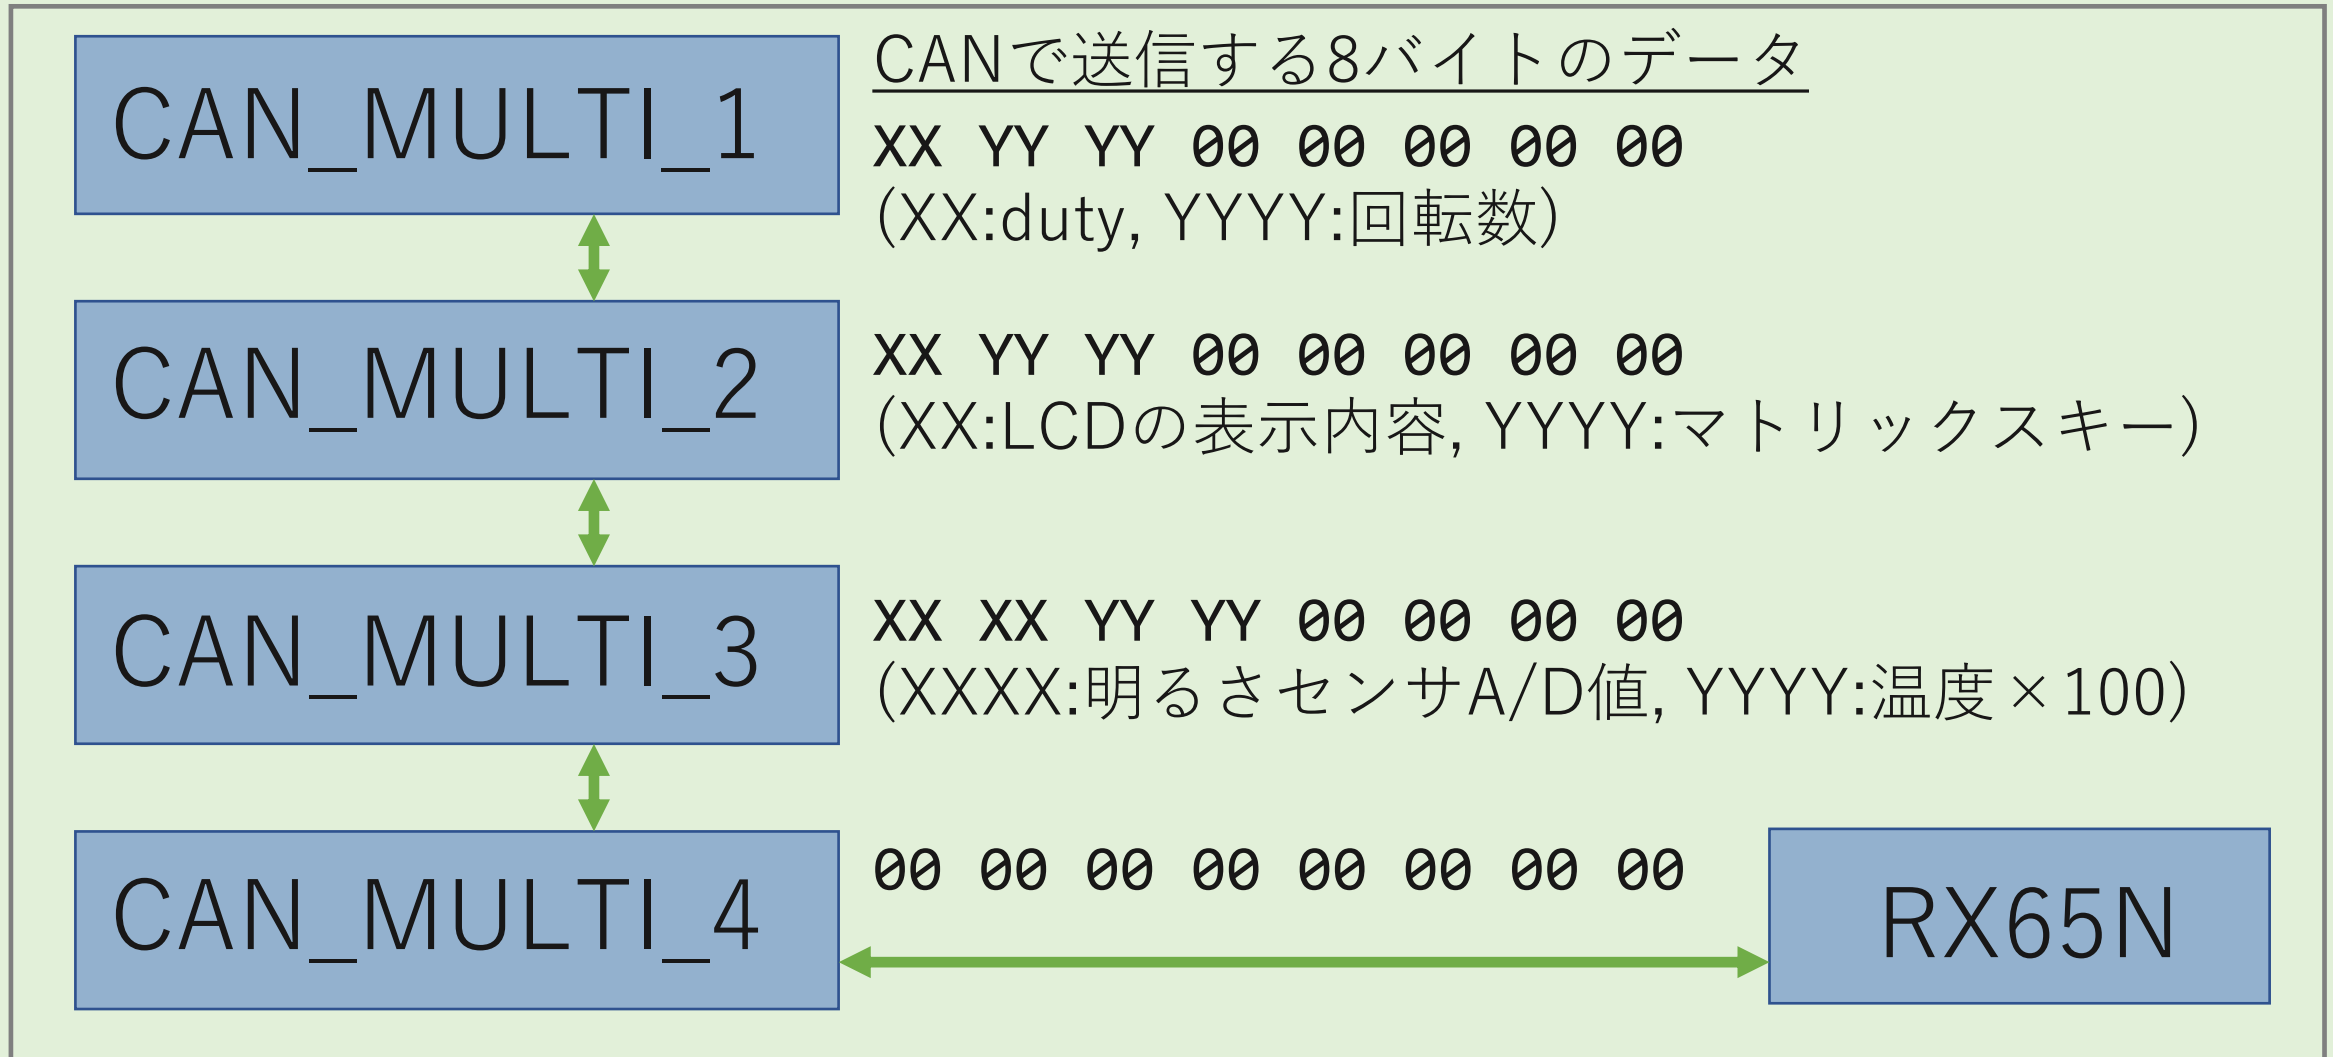 CAN_MULTI_1
CANで送信する8バイトのデータ
XX YY YY 00 00 00 00 00
(XX:duty, YYYY:回転数)
CAN_MULTI_2
XX YY YY 00 00 00 00 00
(XX:LCDの表示内容, YYYY:マトリックスキー)
CAN_MULTI_3
XX XX YY YY 00 00 00 00
(XXXX:明るさセンサA/D値, YYYY:温度×100)
CAN_MULTI_4
00 00 00 00 00 00 00 00
RX65N